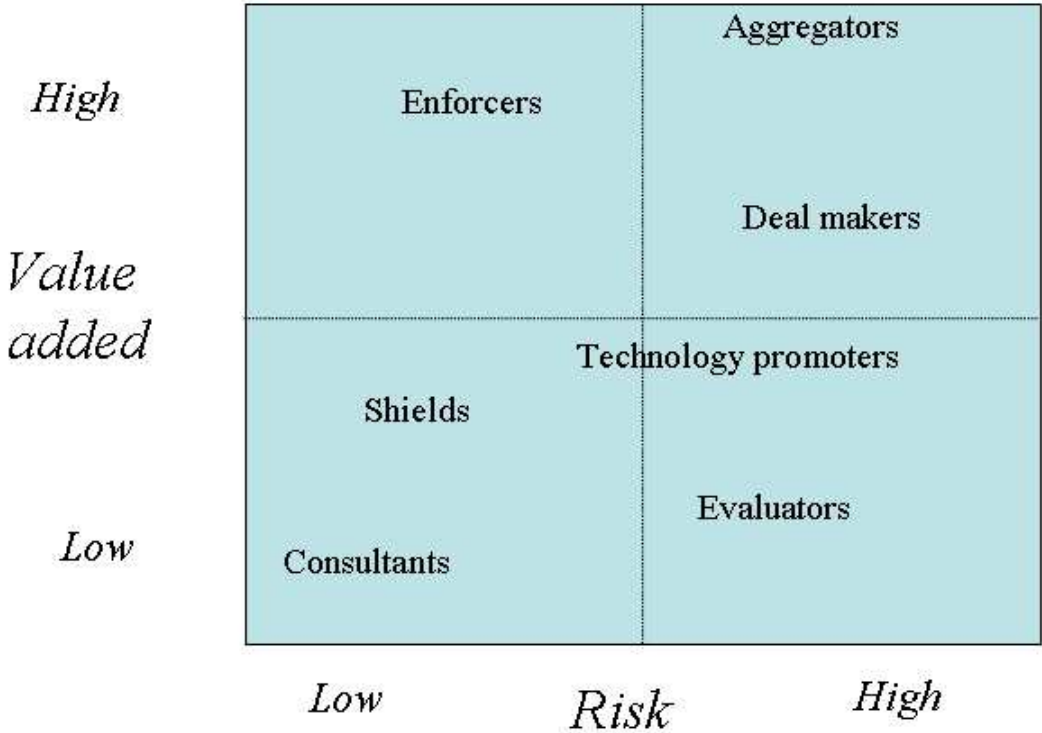 Aggregators
High
Enforcers
Deal makers
Value
added
Technology promoters
Shields
Evaluators
Low
Consultants
Low
Risk
High